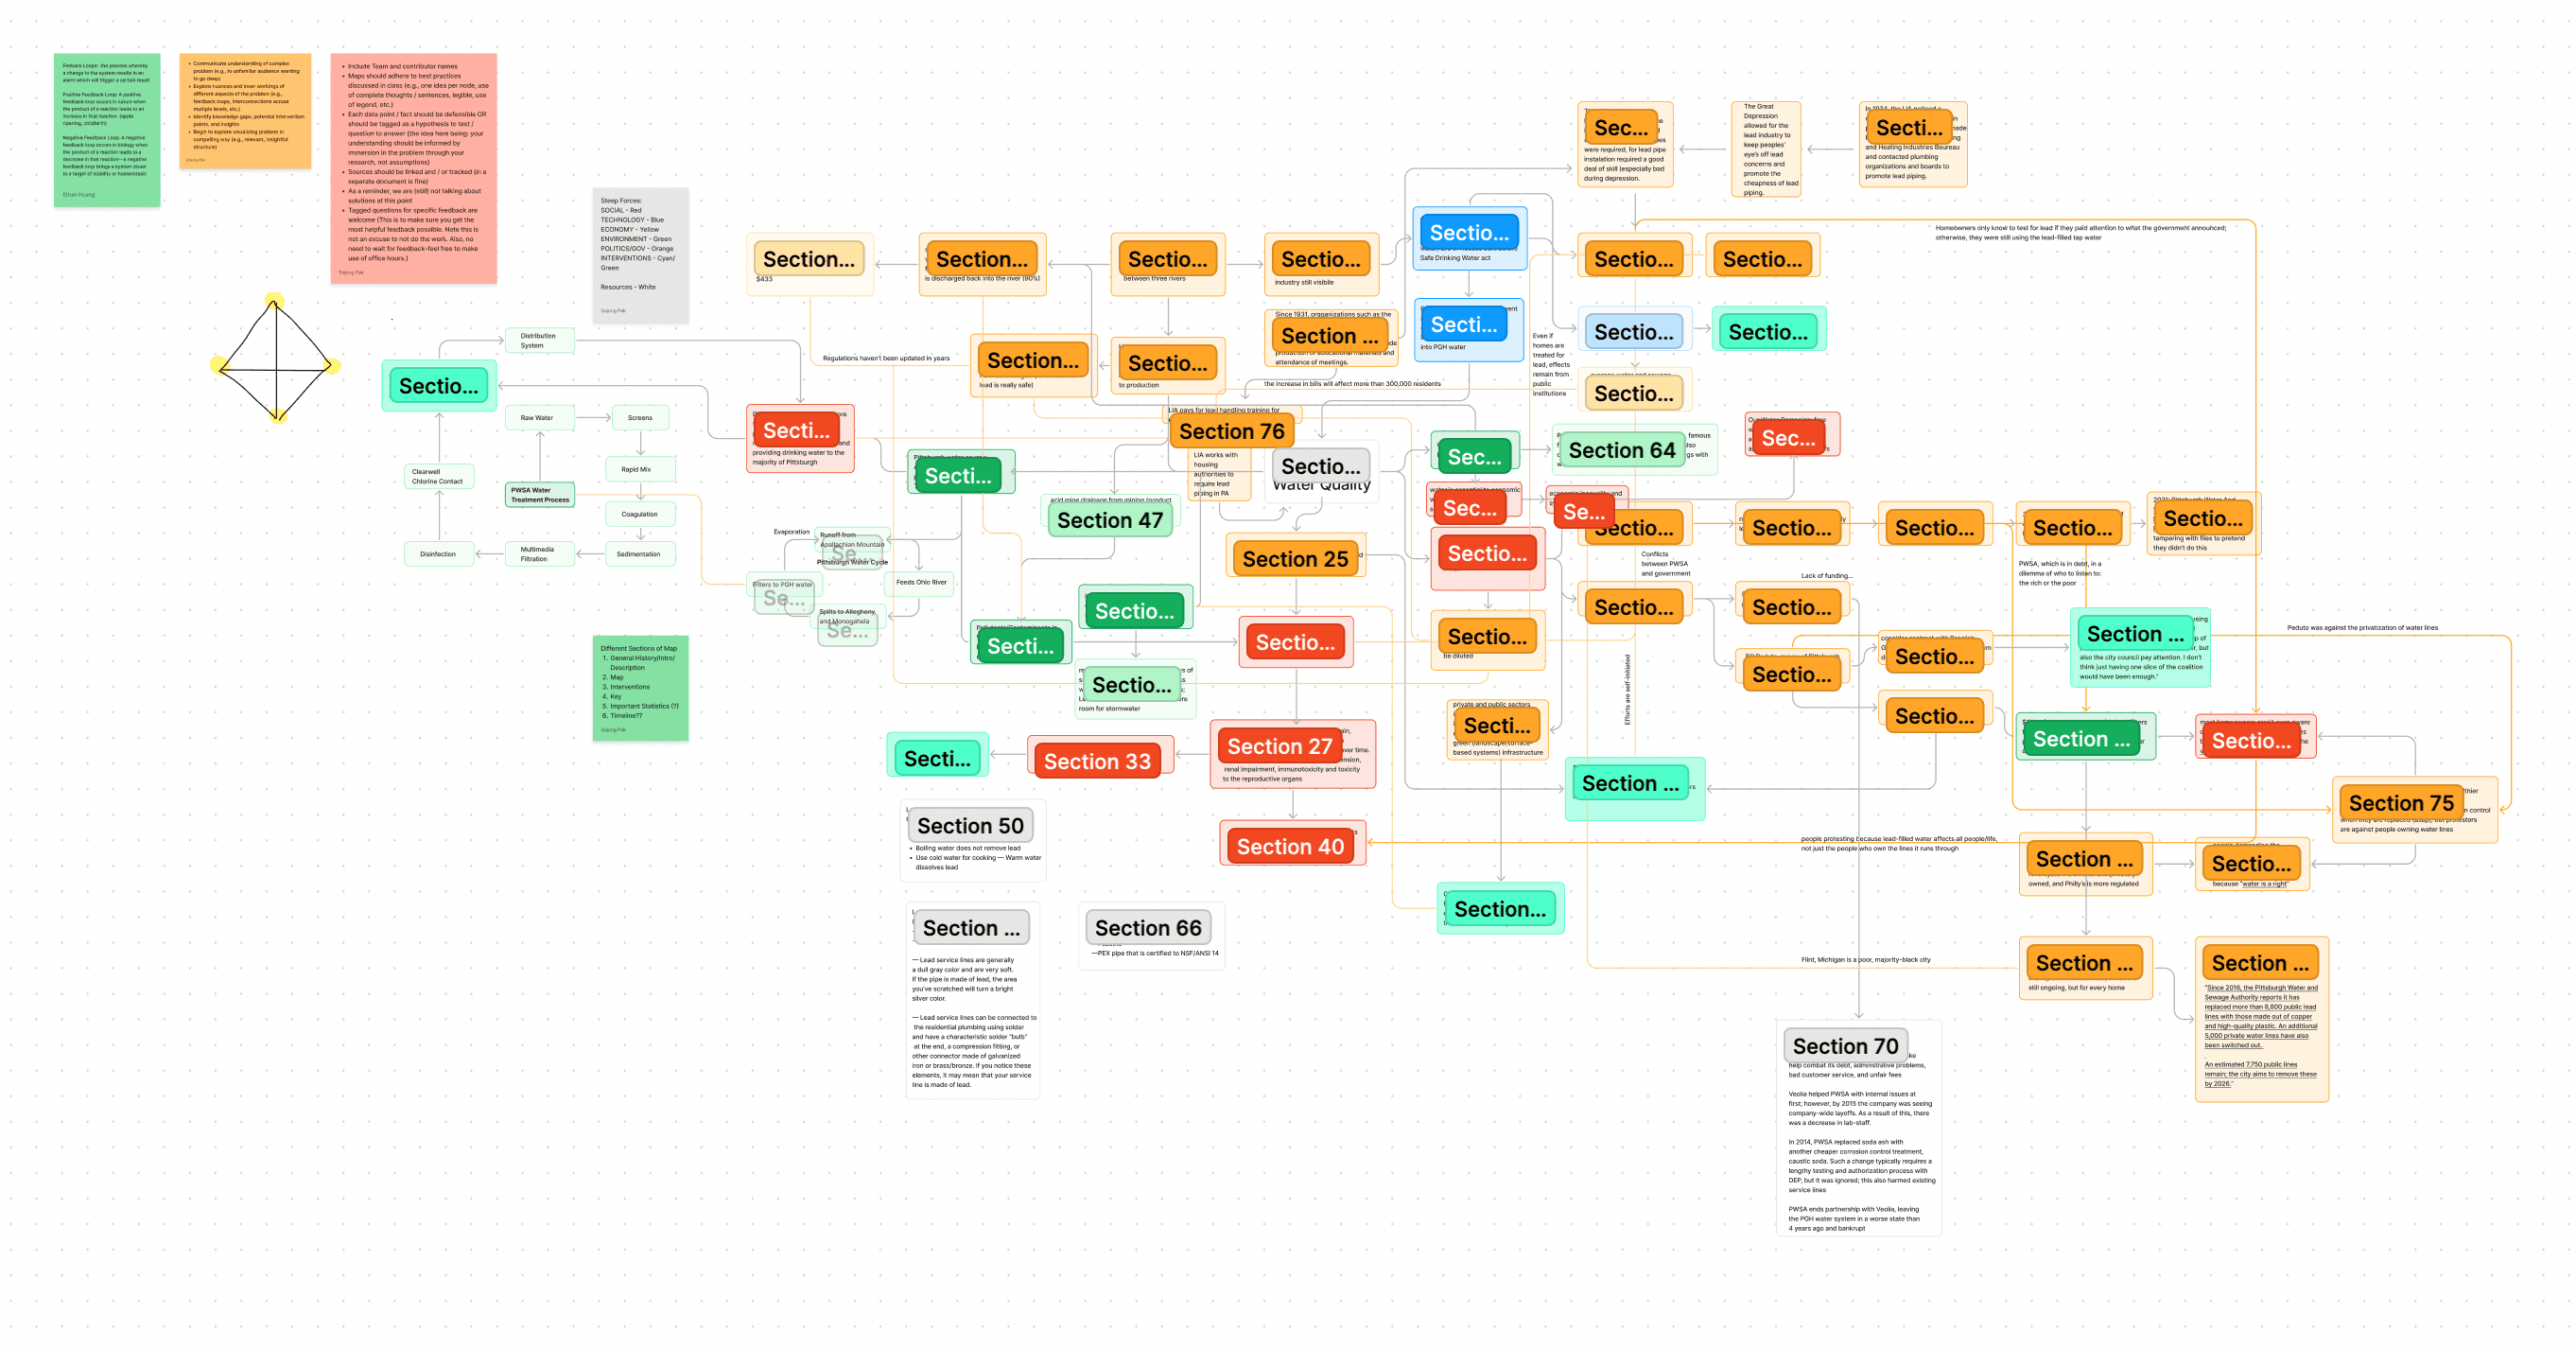 Feeback Loops: the process whereby
a change to the system results in an
alarm which will trigger a certain result
Positive Feedback Loop: A positive
feedback loop occurs in nature when
the product of a reaction leads to an
increase in that reaction. (apple
ripening, childbirth)
Negative Feedback Loop: A negative
feedback loop occurs in biology when
the product of a reaction leads to a
decrease in that reaction—a negative
feedback loop brings a system closer
to a target of stability or homeostasis
Ethan Huang
• Communicate understanding of complex
problem (e.g., to unfamiliar audience wanting
to go deep)
• Explore nuances and inner workings of
different aspects of the problem (e.g.,
feedback loops, interconnections across
multiple levels, etc.)
• Identify knowledge gaps, potential intervention
points, and insights
• Begin to explore visualizing problem in
compelling way (e.g., relevant, insightful
structure)
Sojung Pak
• Include Team and contributor names
• Maps should adhere to best practices
discussed in class (e.g., one idea per node, use
of complete thoughts / sentences, legible, use
of legend, etc.)
• Each data point / fact should be defensible OR
should be tagged as a hypothesis to test /
question to answer (the idea here being: your
understanding should be informed by
immersion in the problem through your
research, not assumptions)
• Sources should be linked and / or tracked (in a
separate document is fine)
• As a reminder, we are (still) not talking about
solutions at this point
• Tagged questions for specific feedback are
welcome (This is to make sure you get the
most helpful feedback possible. Note this is
not an excuse to not do the work. Also, no
need to wait for feedback-feel free to make
use of office hours.)
Sojung Pak
Steep Forces:
SOCIAL - Red
TECHNOLOGY - Blue
ECONOMY - Yellow
ENVIRONMENT - Green
POLITICS/GOV - Orange
INTERVENTIONS - Cyan/
Green
Resources - White
Sojung Pak
Sec...
were required, for lead pipe
instalation required a good
deal of skill (especially bad
during depression.
The Great
Depression
allowed for the
lead industry to
keep peoples'
eye's off lead
concerns and
promote the
cheapness of lead
piping.
Secti...
and Heating Industries Beureau
and contacted plumbing
organizations and boards to
promote lead piping.
Section...
$433
Section...
is discharged back into the river (90%)
Sectio...
between three rivers
Sectio...
industry still visibile
Sectio...
Safe Drinking Water act
Sectio...
Sectio...
Homeowners only know to test for lead if they paid attention to what the government announced;
otherwise, they were still using the lead-filled tap water
Since 1931, organizations such as the
Section ...
production of educational materials and
attendance of meetings.
Secti...
into PGH water
Sectio...
Sectio...
Even if
homes are
treated for
lead, effects
remain from
public
institutions
Distribution
System
Sectio...
Regulations haven't been updated in years
Section...
lead is really safe)
Sectio...
to production
the increase in bills will affect more than 300,000 residents
Sectio...
Raw Water
Screens
Rapid Mix
Clearwell
Chlorine Contact
PWSA Water
Treatment Process
Coagulation
Disinfection
Multimedia
Filtration
Sedimentation
Secti...
providing drinking water to the
majority of Pittsburgh
LIA pays for lead handling training for
Section 76
LIA works with
housing
authorities to
require lead
piping in PA
Sectio...
Water Quality
Sec...
Section 64
Sec...
Secti...
Section 47
Sec...
Se...
Sectio...
Sectio...
Sectio...
Sectio...
Sectio...
tampering with files to pretend
they didn't do this
Evaporation
Runoff from
Apallachian Mountain
Se...
Pittsburgh Water Cycle
Filters to PGH water
Se...
Feeds Ohio River
Splits to Allegheny
and Monogahela
Se...
Section 25
Sectio...
Conflicts
between PWSA
and government
PWSA, which is in debt, in a
dilemma of who to listen to:
the rich or the poor
Lack of funding...
Sectio...
Secti...
Sectio...
Sectio...
be diluted
Sectio...
Sectio...
Section ...
also the city council pay attention. I don't
think just having one slice of the coalition
would have been enough."
Peduto was against the privatization of water lines
Different Sections of Map
1. General History/Intro/
Description
2. Map
3. Interventions
4. Key
5. Important Statistics (?)
6. Timeline??
Sojung Pak
Sectio...
room for stormwater
Sectio...
Sectio...
Sectio...
Efforts are self-initiated
private and public sectors
Secti...
green (landscape/surface-
based systems) infrastructure
Secti...
Section 33
Section 27
renal impairment, immunotoxicity and toxicity
to the reproductive organs
Section ...
Section ...
Sectio...
Section 75
are against people owning water lines
Section 50
• Boiling water does not remove lead
• Use cold water for cooking — Warm water
dissolves lead
Section 40
people protesting because lead-filled water affects all people/life,
not just the people who own the lines it runs through
Section ...
owned, and Philly's is more regulated
Sectio...
because "water is a right"
Section ...
— Lead service lines are generally
a dull gray color and are very soft.
If the pipe is made of lead, the area
you've scratched will turn a bright
silver color.
— Lead service lines can be connected to
the residential plumbing using solder
and have a characteristic solder "bulb"
at the end, a compression fitting, or
other connector made of galvanized
iron or brass/bronze. If you notice these
elements, it may mean that your service
line is made of lead.
Section 66
—PEX pipe that is certified to NSF/ANSI 14
Section...
Flint, Michigan is a poor, majority-black city
Section ...
still ongoing, but for every home
Section ...
"Since 2016, the Pittsburgh Water and
Sewage Authority reports it has
replaced more than 8,800 public lead
lines with those made out of copper
and high-quality plastic. An additional
5,000 private water lines have also
been switched out.
An estimated 7,750 public lines
remain; the city aims to remove these
by 2026."
Section 70
help combat its debt, adminstrative problems,
bad customer service, and unfair fees
Veolia helped PWSA with internal issues at
first; however, by 2015 the company was seeing
company-wide layoffs. As a result of this, there
was a decrease in lab-staff.
In 2014, PWSA replaced soda ash with
another cheaper corrosion control treatment,
caustic soda. Such a change typically requires a
lengthy testing and authorization process with
DEP, but it was ignored; this also harmed existing
service lines
PWSA ends partnership with Veolia, leaving
the PGH water system in a worse state than
4 years ago and bankrupt